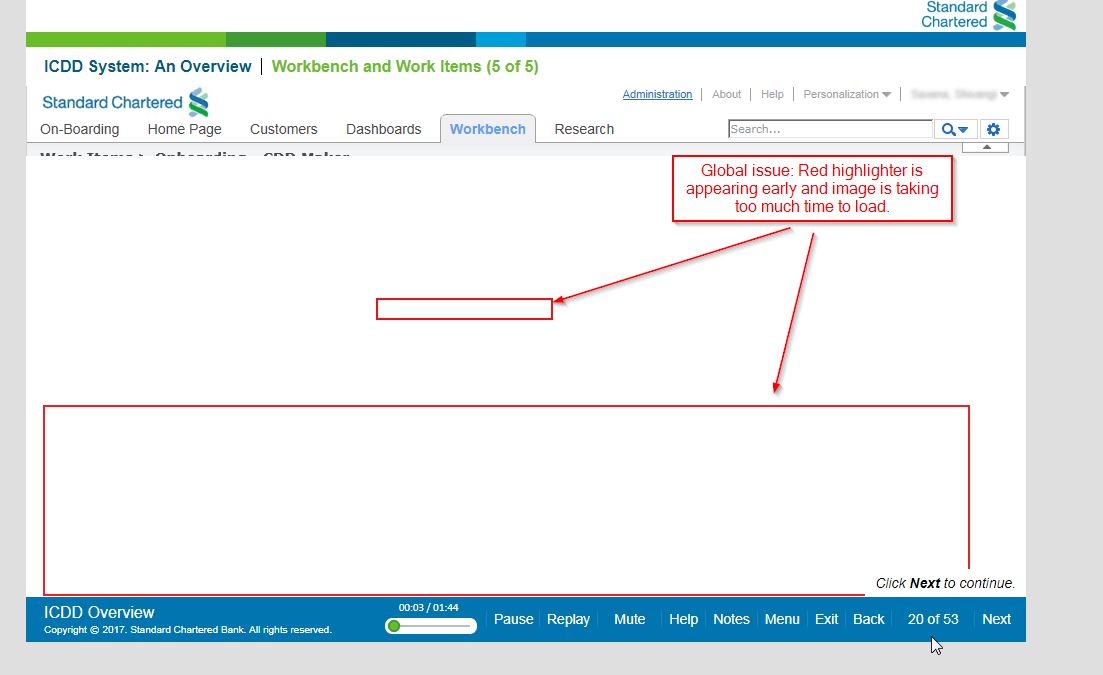 Standard
Chartered
ICDD System: An Overview | Workbench and Work Items (5 of 5)
Standard Chartered
Administration | About | Help | Personalization
On-Boarding Home Page Customers Dashboards Workbench Research Search...
Work Items > Onboarding - CDD Maker
Global issue: Red highlighter is
appearing early and image is taking
too much time to load.
Click Next to continue.
ICDD Overview
Copyright © 2017. Standard Chartered Bank. All rights reserved.
00:03 / 01:44
Pause Replay Mute Help Notes Menu Exit Back 20 of 53 Next